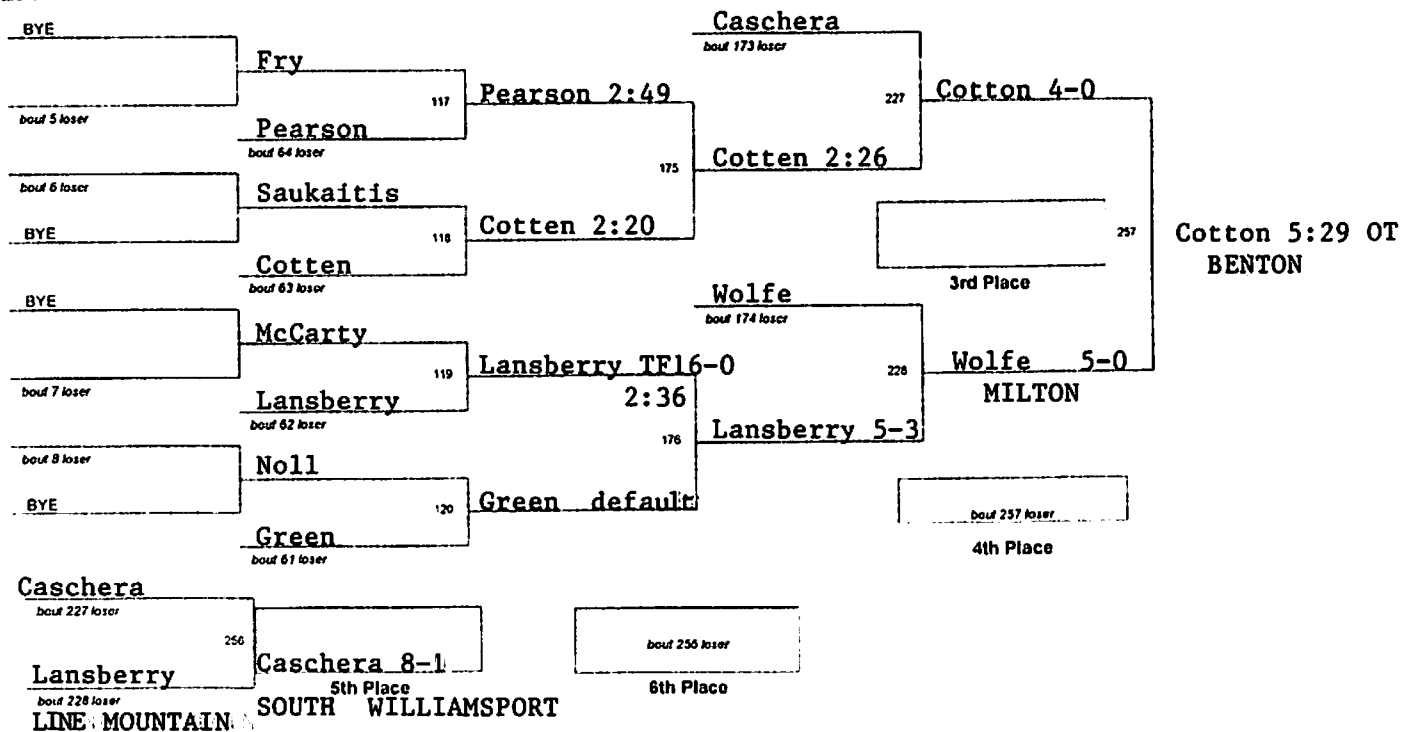 BYE
Caschera
bout 173 loser
Fry
117
Pearson 2:49
227
Cotton 4-0
bout 5 loser
Pearson
bout 64 loser
175
Cotten 2:26
bout 6 loser
Saukaitis
BYE
118
Cotten 2:20
257
Cotton 5:29 OT
BENTON
Cotten
bout 63 loser
3rd Place
BYE
Wolfe
bout 174 loser
McCarty
119
Lansberry TF16-0
2:36
228
Wolfe 5-0
MILTON
bout 7 loser
Lansberry
bout 62 loser
176
Lansberry 5-3
bout 8 loser
Noll
BYE
120
Green default
bout 257 loser
4th Place
Green
bout 61 loser
Caschera
bout 227 loser
256
bout 256 loser
Lansberry
bout 228 loser
LINE MOUNTAIN
Caschera 8-1
5th Place
SOUTH WILLIAMSPORT
6th Place